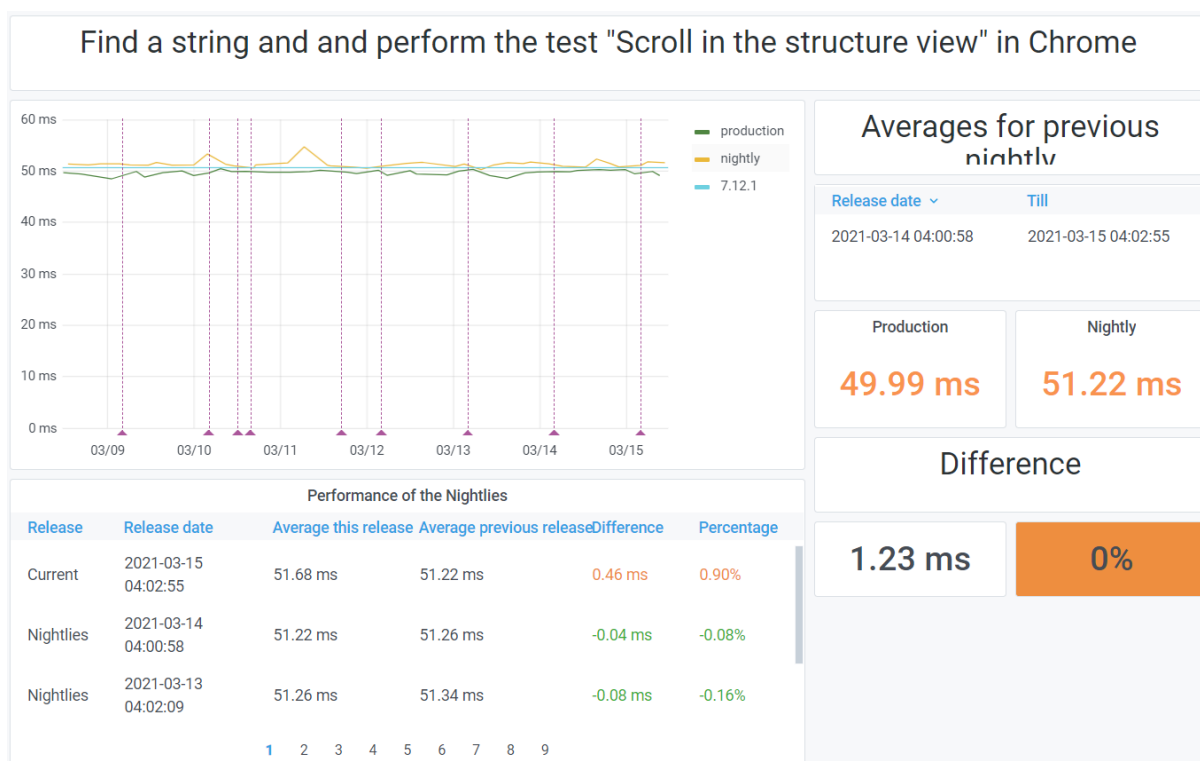 Find a string and and perform the test "Scroll in the structure view" in Chrome
60 ms
50 ms
40 ms
30 ms
20 ms
10 ms
0 ms
03/09 03/10 03/11 03/12 03/13 03/14 03/15
production
nightly
7.12.1
Averages for previous
nightly
Release date Till
2021-03-14 04:00:58 2021-03-15 04:02:55
Production
49.99 ms
Nightly
51.22 ms
Difference
1.23 ms
0%
Performance of the Nightlies
Release Release date Average this release Average previous release Difference Percentage
Current 2021-03-15 04:02:55 51.68 ms 51.22 ms 0.46 ms 0.90%
Nightlies 2021-03-14 04:00:58 51.22 ms 51.26 ms -0.04 ms -0.08%
Nightlies 2021-03-13 04:02:09 51.26 ms 51.34 ms -0.08 ms -0.16%
1 2 3 4 5 6 7 8 9